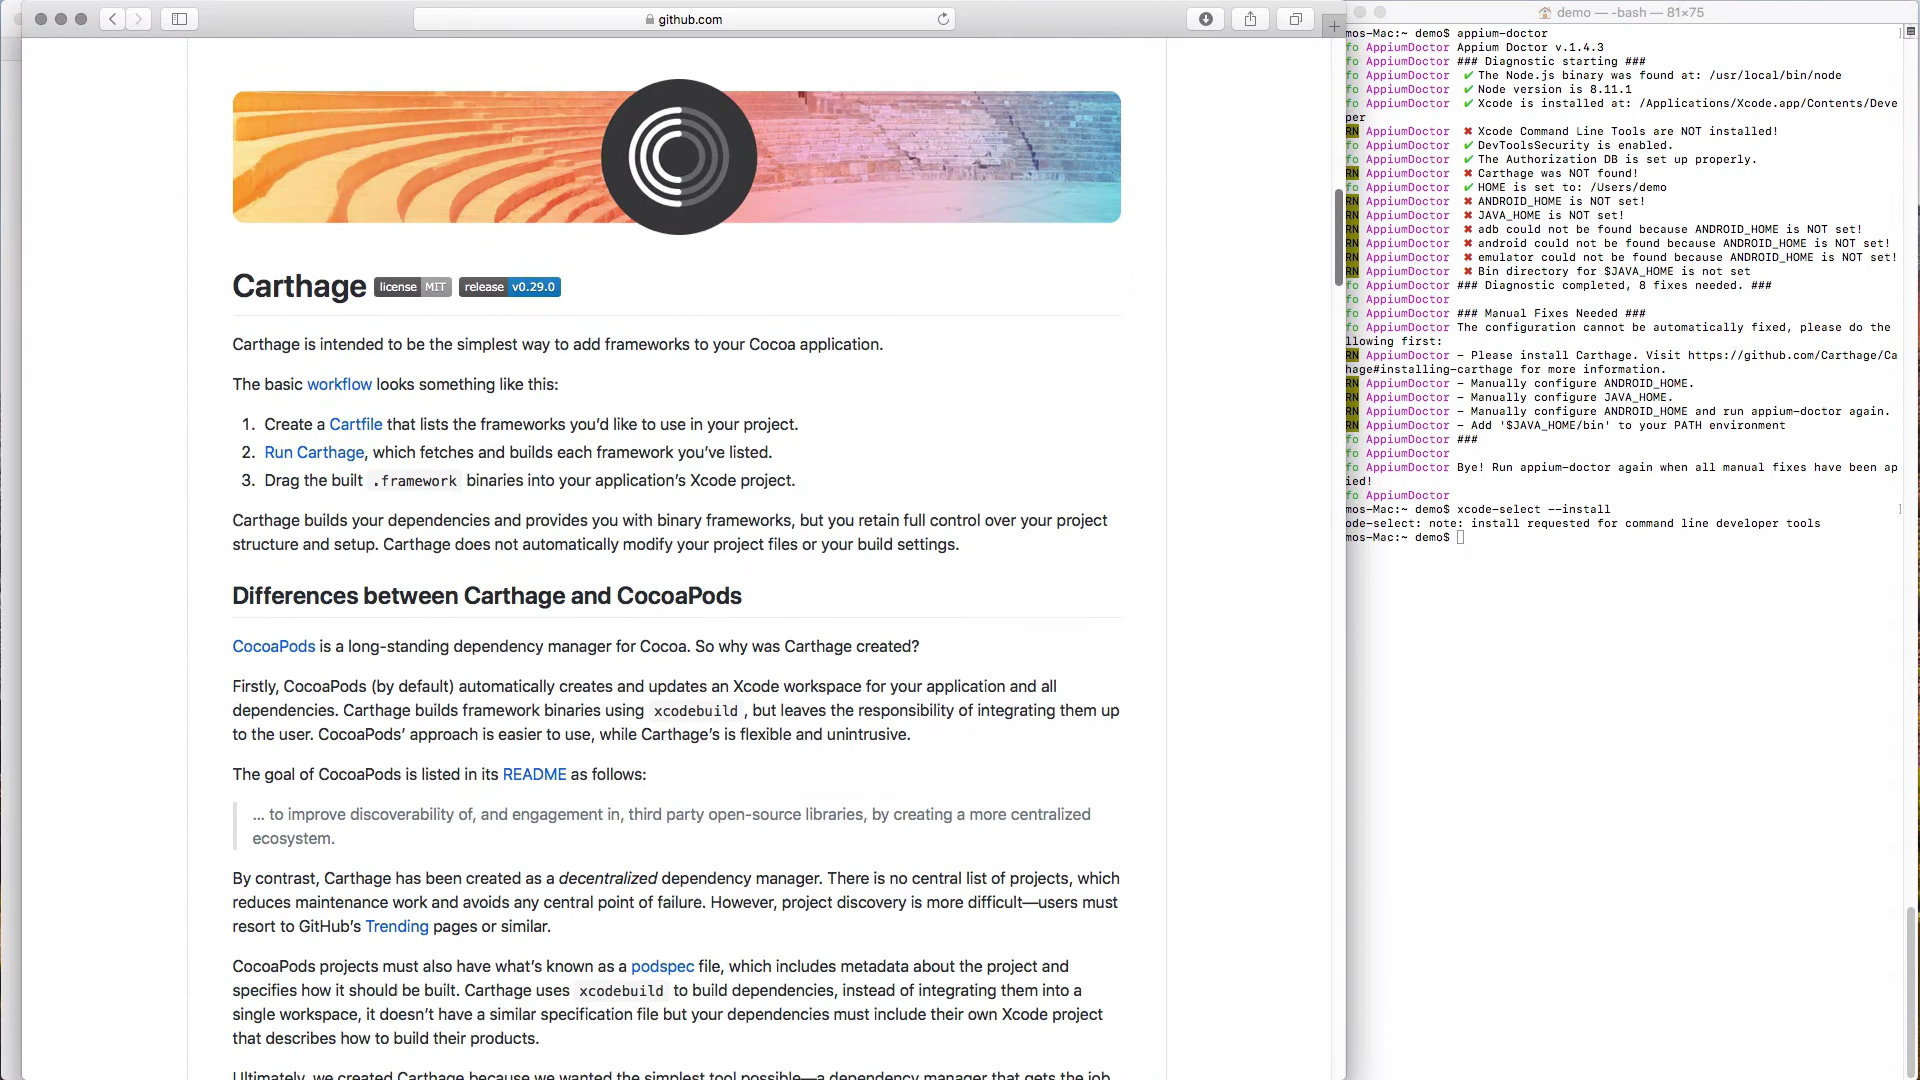 github.com
Carthage license MIT release v0.29.0
Carthage is intended to be the simplest way to add frameworks to your Cocoa application.
The basic workflow looks something like this:
1. Create a Cartfile that lists the frameworks you’d like to use in your project.
2. Run Carthage, which fetches and builds each framework you’ve listed.
3. Drag the built .framework binaries into your application’s Xcode project.
Carthage builds your dependencies and provides you with binary frameworks, but you retain full control over your project
structure and setup. Carthage does not automatically modify your project files or your build settings.
Differences between Carthage and CocoaPods
CocoaPods is a long-standing dependency manager for Cocoa. So why was Carthage created?
Firstly, CocoaPods (by default) automatically creates and updates an Xcode workspace for your application and all
dependencies. Carthage builds framework binaries using xcodebuild, but leaves the responsibility of integrating them up
to the user. CocoaPods’ approach is easier to use, while Carthage’s is flexible and unintrusive.
The goal of CocoaPods is listed in its README as follows:
... to improve discoverability of, and engagement in, third party open-source libraries, by creating a more centralized
ecosystem.
By contrast, Carthage has been created as a decentralized dependency manager. There is no central list of projects, which
reduces maintenance work and avoids any central point of failure. However, project discovery is more difficult—users must
resort to GitHub’s Trending pages or similar.
CocoaPods projects must also have what’s known as a podspec file, which includes metadata about the project and
specifies how it should be built. Carthage uses xcodebuild to build dependencies, instead of integrating them into a
single workspace, it doesn’t have a similar specification file but your dependencies must include their own Xcode project
that describes how to build their products.
Ultimately, we created Carthage because we wanted the simplest tool possible—a dependency manager that gets the job
demo — -bash — 81×75
mos-Mac:~ demo$ appium-doctor
fo AppiumDoctor Appium Doctor v.1.4.3
fo AppiumDoctor ### Diagnostic starting ###
fo AppiumDoctor ✔ The Node.js binary was found at: /usr/local/bin/node
fo AppiumDoctor ✔ Node version is 8.11.1
fo AppiumDoctor ✔ Xcode is installed at: /Applications/Xcode.app/Contents/Deve
per
RN AppiumDoctor ✖ Xcode Command Line Tools are NOT installed!
fo AppiumDoctor ✔ DevToolsSecurity is enabled.
fo AppiumDoctor ✔ The Authorization DB is set up properly.
RN AppiumDoctor ✖ Carthage was NOT found!
fo AppiumDoctor ✔ HOME is set to: /Users/demo
RN AppiumDoctor ✖ ANDROID_HOME is NOT set!
RN AppiumDoctor ✖ JAVA_HOME is NOT set!
RN AppiumDoctor ✖ adb could not be found because ANDROID_HOME is NOT set!
RN AppiumDoctor ✖ android could not be found because ANDROID_HOME is NOT set!
RN AppiumDoctor ✖ emulator could not be found because ANDROID_HOME is NOT set!
RN AppiumDoctor ✖ Bin directory for $JAVA_HOME is not set
fo AppiumDoctor ### Diagnostic completed, 8 fixes needed. ###
fo AppiumDoctor
fo AppiumDoctor ### Manual Fixes Needed ###
fo AppiumDoctor The configuration cannot be automatically fixed, please do the
llowing first:
RN AppiumDoctor – Please install Carthage. Visit https://github.com/Carthage/Ca
hage#installing-carthage for more information.
RN AppiumDoctor – Manually configure ANDROID_HOME.
RN AppiumDoctor – Manually configure JAVA_HOME.
RN AppiumDoctor – Manually configure ANDROID_HOME and run appium-doctor again.
RN AppiumDoctor – Add '$JAVA_HOME/bin' to your PATH environment
fo AppiumDoctor ###
fo AppiumDoctor
fo AppiumDoctor Bye! Run appium-doctor again when all manual fixes have been ap
ied!
fo AppiumDoctor
mos-Mac:~ demo$ xcode-select --install
ode-select: note: install requested for command line developer tools
mos-Mac:~ demo$